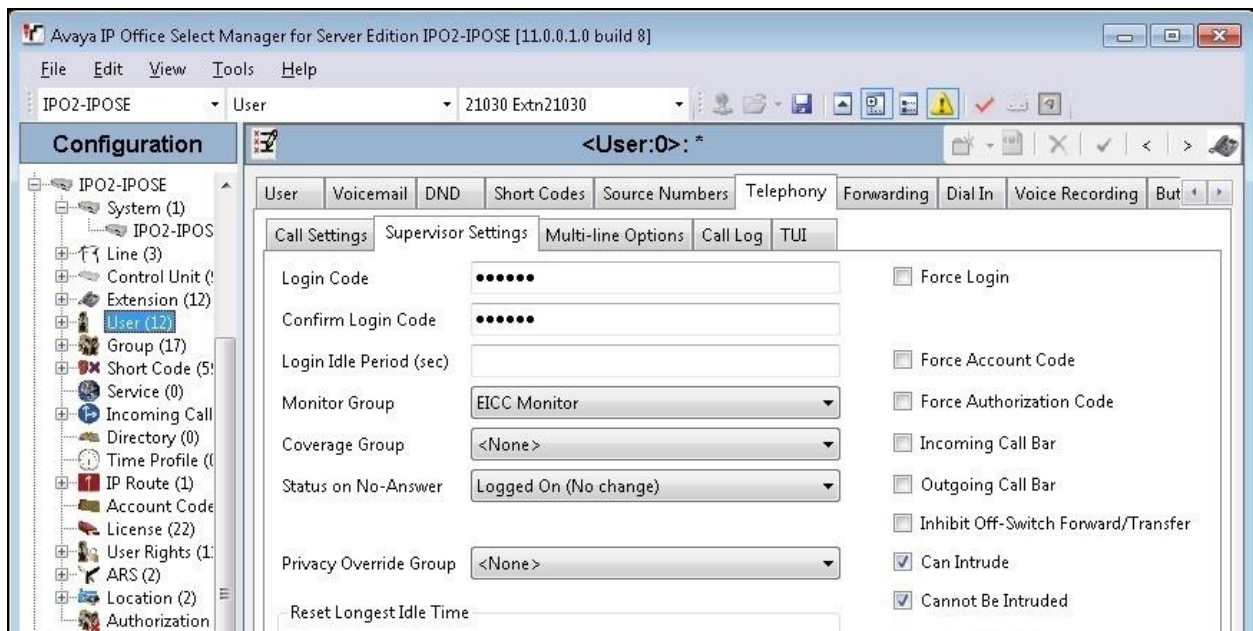 Avaya IP Office Select Manager for Server Edition IPO2-IPOSE [11.0.0.1.0 build 8]
File Edit View Tools Help
IPO2-IPOSE User 21030 Extn21030
Configuration
<User:0>: *
IPO2-IPOSE
System (1)
IPO2-IPOS
Line (3)
Control Unit (
Extension (12)
User (12)
Group (17)
Short Code (5
Service (0)
Incoming Call
Directory (0)
Time Profile (
IP Route (1)
Account Code
License (22)
User Rights (1
ARS (2)
Location (2)
Authorization
User Voicemail DND Short Codes Source Numbers Telephony Forwarding Dial In Voice Recording But
Call Settings Supervisor Settings Multi-line Options Call Log TUI
Login Code ●●●●●● Force Login
Confirm Login Code ●●●●●●
Login Idle Period (sec) Force Account Code
Monitor Group EICC Monitor Force Authorization Code
Coverage Group <None> Incoming Call Bar
Status on No-Answer Logged On (No change) Outgoing Call Bar
Inhibit Off-Switch Forward/Transfer
Privacy Override Group <None> Can Intrude
Cannot Be Intruded
Reset Longest Idle Time